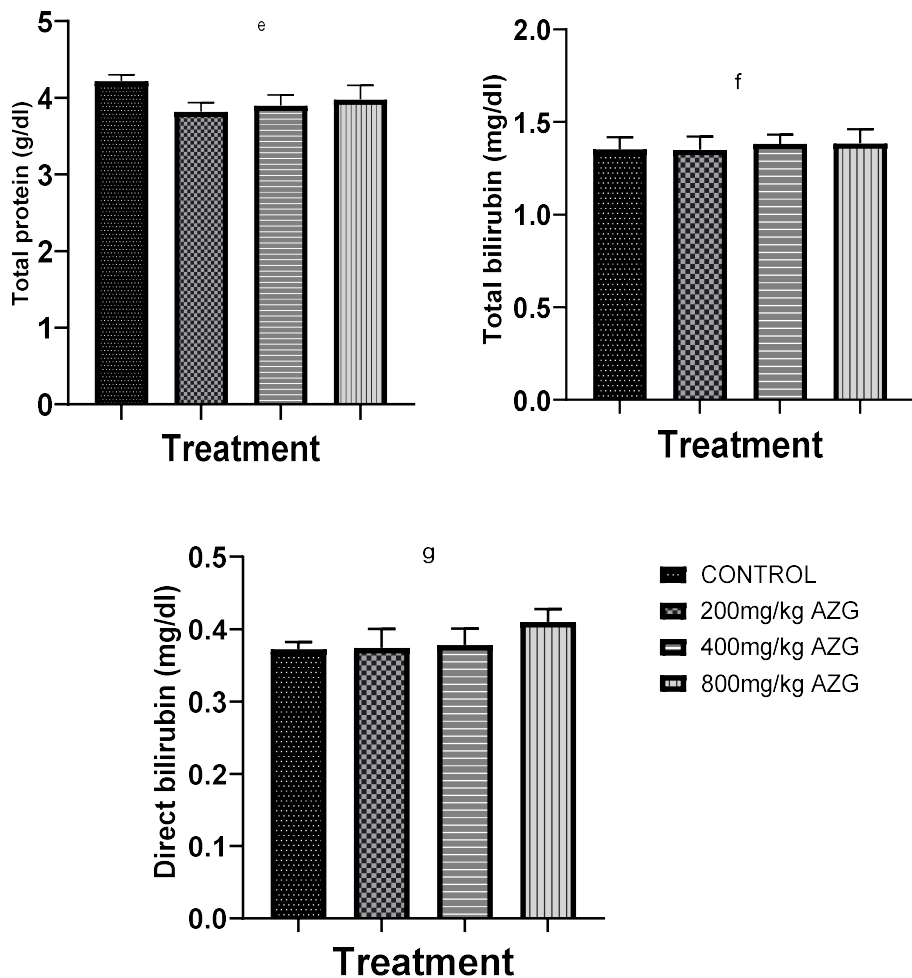 e
Total protein (g/dl)
5
4
3
2
1
0
Treatment
f
Total bilirubin (mg/dl)
2.0
1.5
1.0
0.5
0.0
Treatment
g
Direct bilirubin (mg/dl)
0.5
0.4
0.3
0.2
0.1
0.0
Treatment
CONTROL
200mg/kg AZG
400mg/kg AZG
800mg/kg AZG